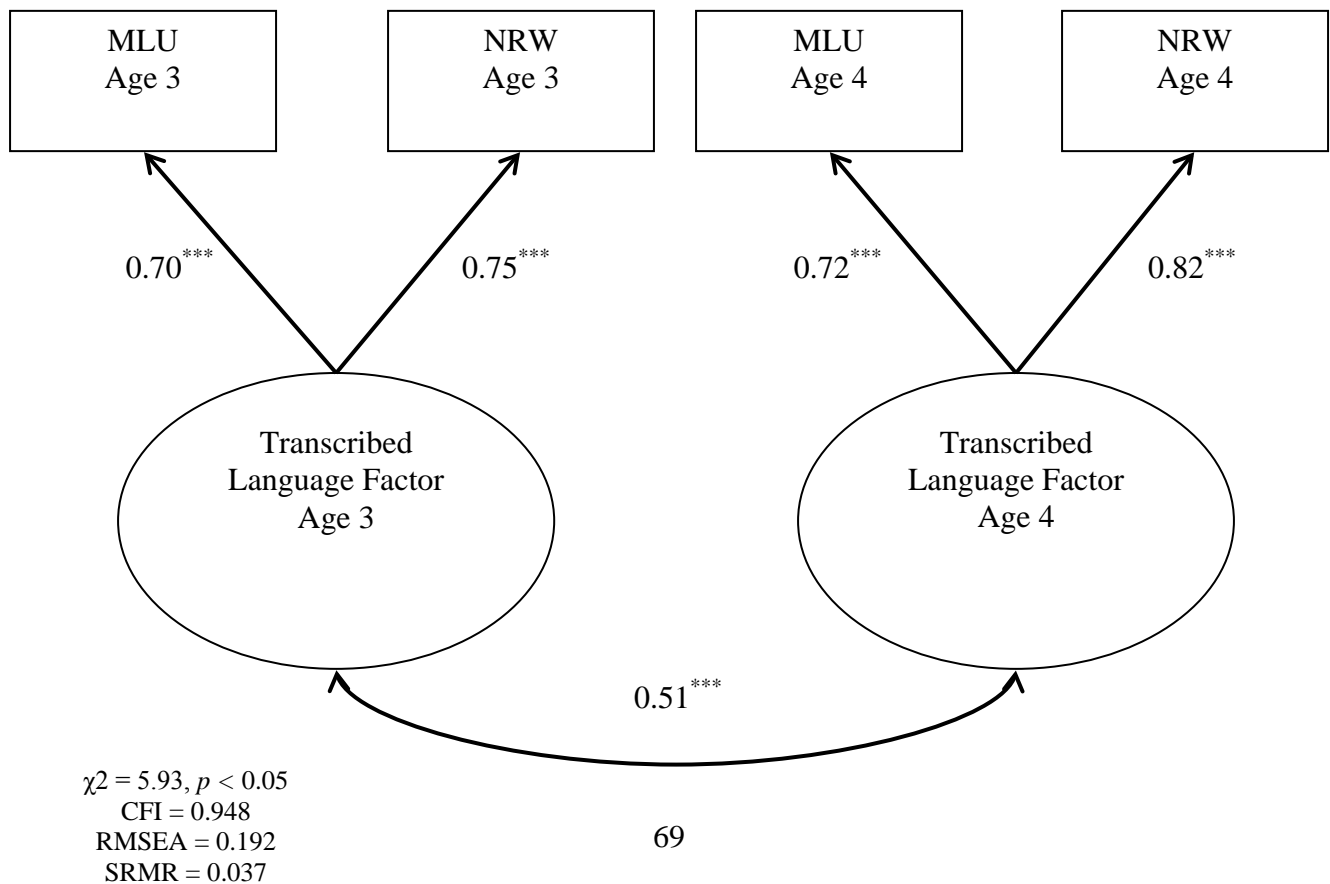 MLU
Age 3
NRW
Age 3
MLU
Age 4
NRW
Age 4
0.70***
0.75***
0.72***
0.82***
Transcribed
Language Factor
Age 3
Transcribed
Language Factor
Age 4
0.51***
χ2 = 5.93, p < 0.05
CFI = 0.948
RMSEA = 0.192
SRMR = 0.037
69